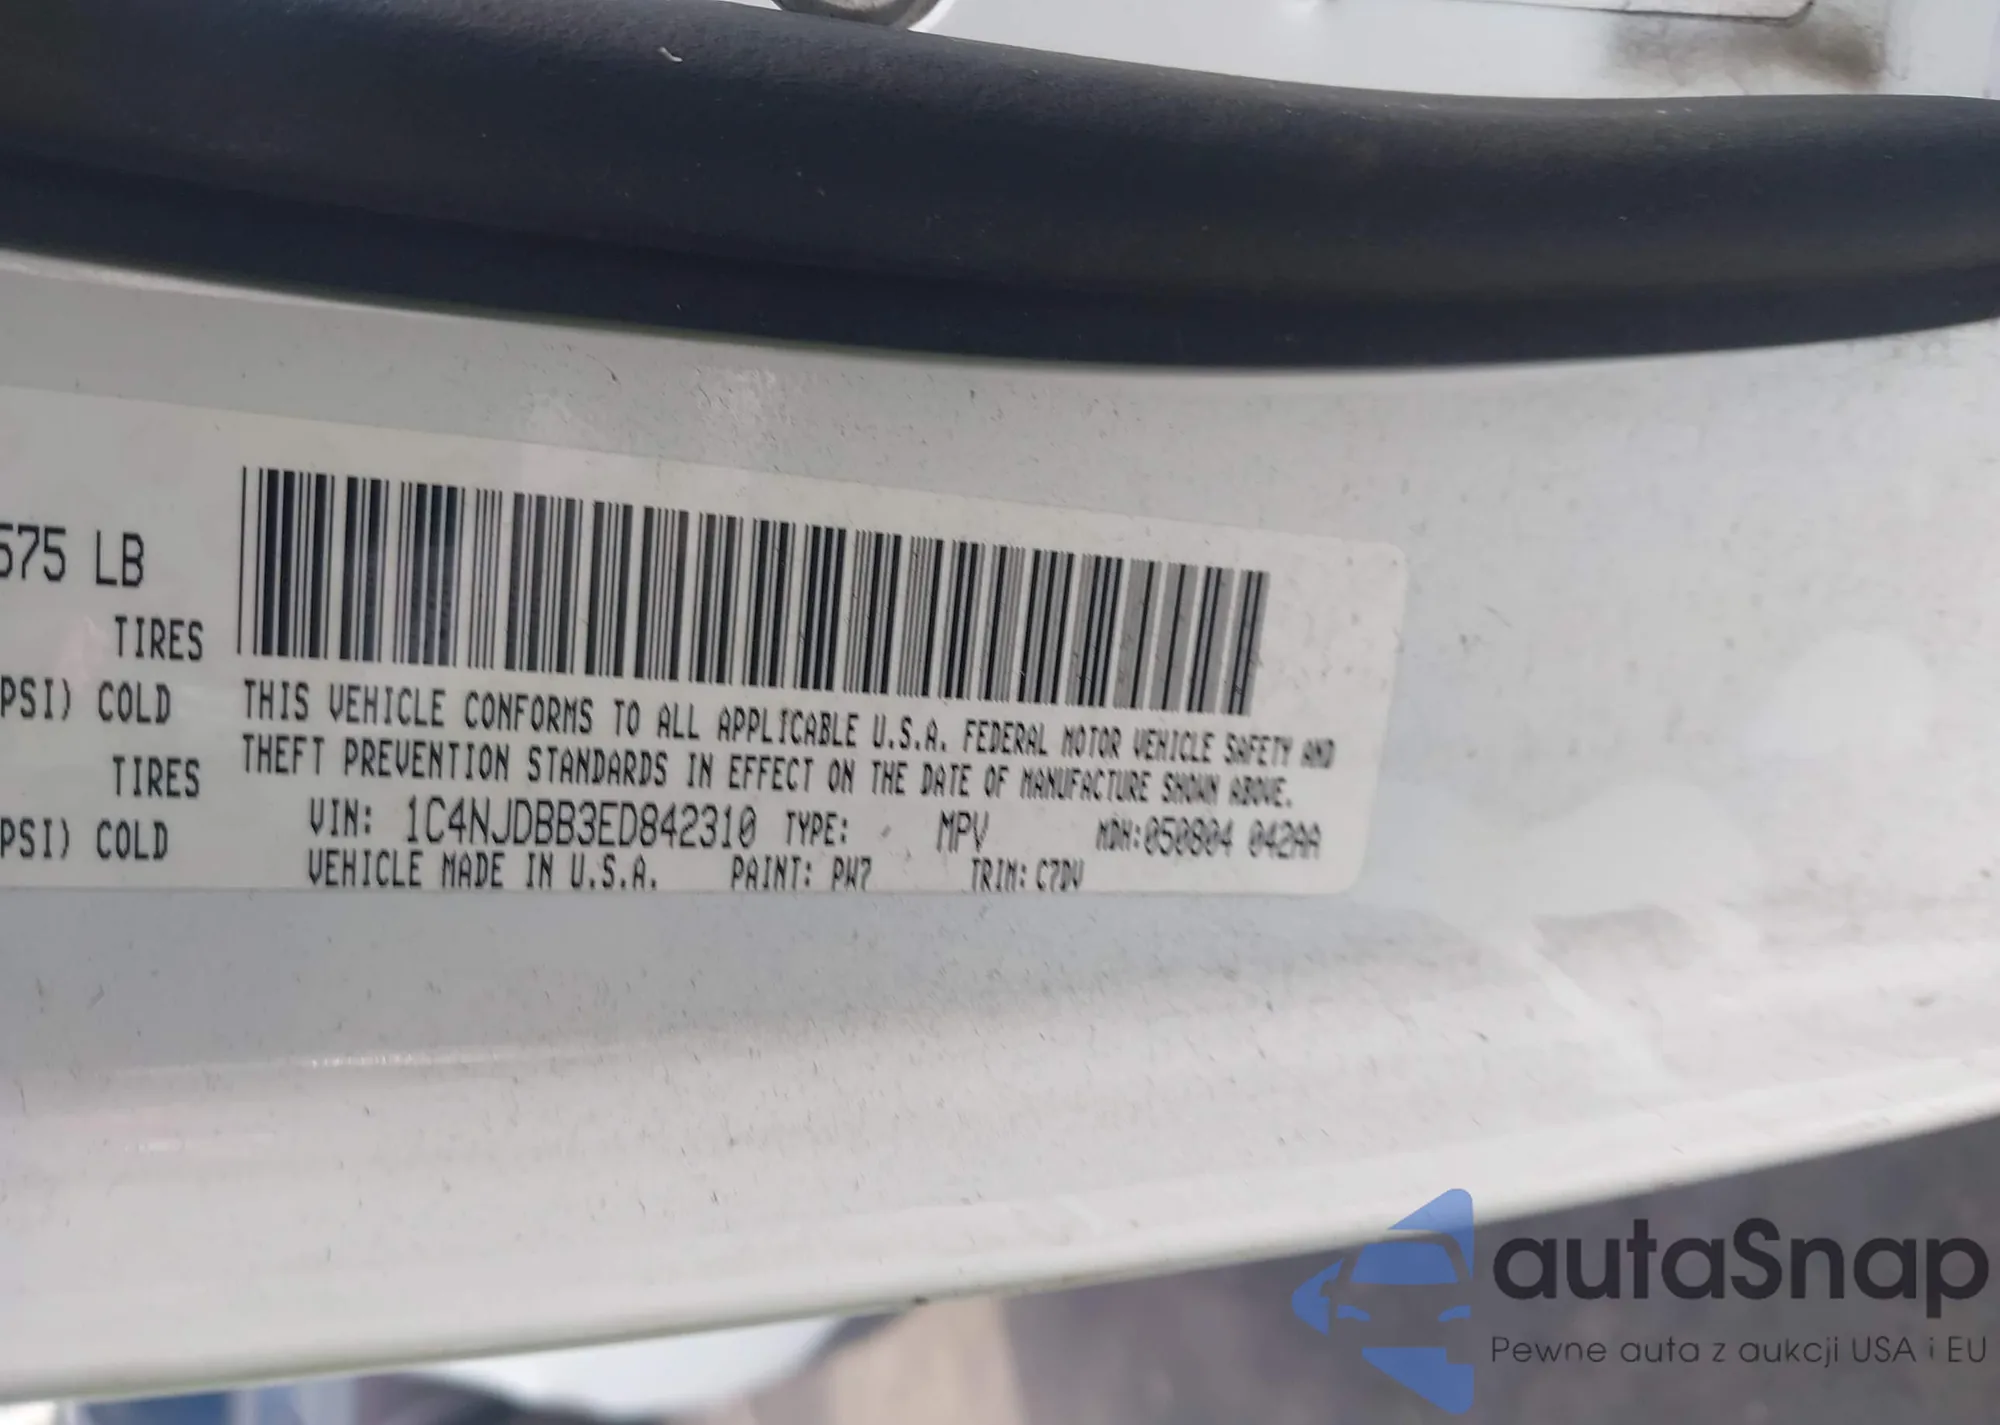 575 LB
TIRES
PSI) COLD
TIRES
PSI) COLD
THIS VEHICLE CONFORMS TO ALL APPLICABLE U.S.A. FEDERAL MOTOR VEHICLE SAFETY AND
THEFT PREVENTION STANDARDS IN EFFECT ON THE DATE OF MANUFACTURE SHOWN ABOVE.
VIN: 1C4NJDBB3ED842310 TYPE: MPV MDH:050804 042AA
VEHICLE MADE IN U.S.A. PAINT: PW7 TRIM: C7DV
autaSnap
Pewne auta z aukcji USA i EU